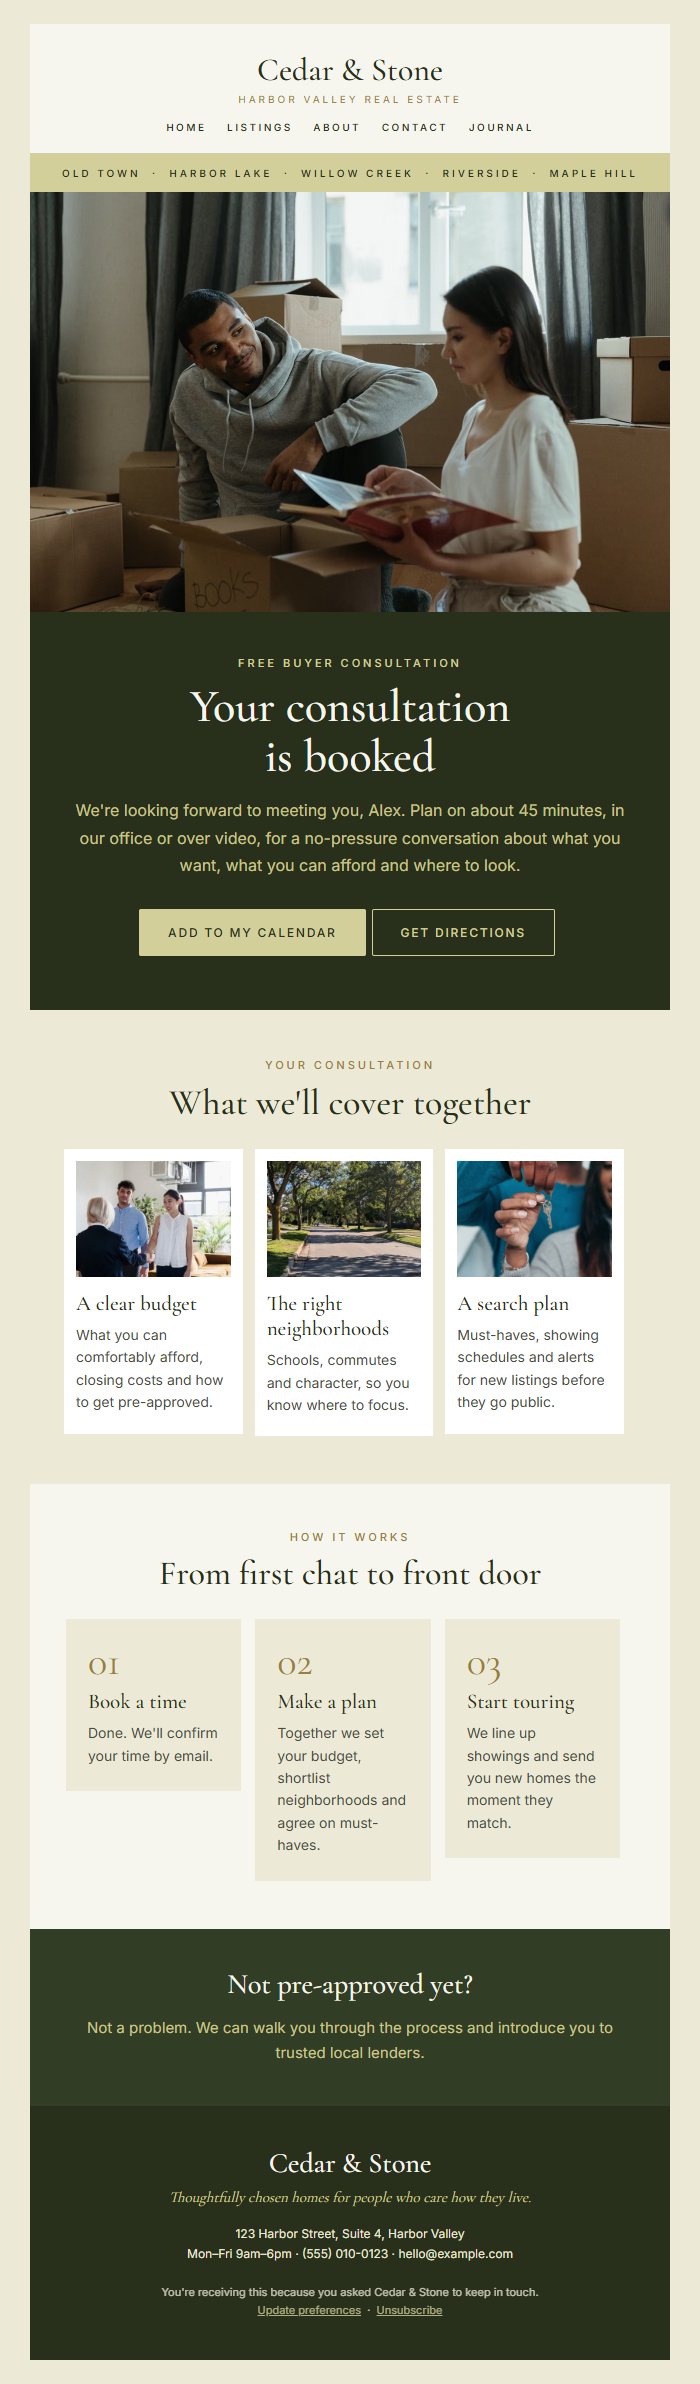 Cedar & Stone
HARBOR VALLEY REAL ESTATE
HOME LISTINGS ABOUT CONTACT JOURNAL
OLD TOWN · HARBOR LAKE · WILLOW CREEK · RIVERSIDE · MAPLE HILL
BOOKS
FREE BUYER CONSULTATION
Your consultation
is booked
We're looking forward to meeting you, Alex. Plan on about 45 minutes, in
our office or over video, for a no-pressure conversation about what you
want, what you can afford and where to look.
ADD TO MY CALENDAR GET DIRECTIONS
YOUR CONSULTATION
What we'll cover together
A clear budget
What you can
comfortably afford,
closing costs and how
to get pre-approved.
The right
neighborhoods
Schools, commutes
and character, so you
know where to focus.
A search plan
Must-haves, showing
schedules and alerts
for new listings before
they go public.
HOW IT WORKS
From first chat to front door
01
Book a time
Done. We'll confirm
your time by email.
02
Make a plan
Together we set
your budget,
shortlist
neighborhoods and
agree on must-
haves.
03
Start touring
We line up
showings and send
you new homes the
moment they
match.
Not pre-approved yet?
Not a problem. We can walk you through the process and introduce you to
trusted local lenders.
Cedar & Stone
Thoughtfully chosen homes for people who care how they live.
123 Harbor Street, Suite 4, Harbor Valley
Mon–Fri 9am–6pm · (555) 010-0123 · hello@example.com
You're receiving this because you asked Cedar & Stone to keep in touch.
Update preferences · Unsubscribe